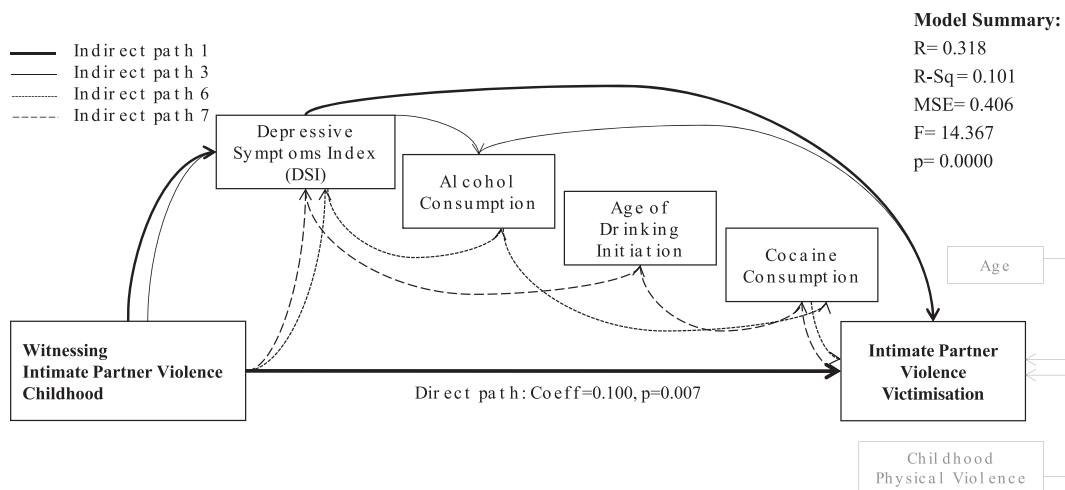 Indirect path 1
Indirect path 3
Indirect path 6
Indirect path 7
Model Summary:
R= 0.318
R-Sq= 0.101
MSE= 0.406
F= 14.367
p= 0.0000
Depressive
Symptoms Index
(DSI)
Alcohol
Consumption
Age of
Drinking
Initiation
Cocaine
Consumption
Age
Witnessing
Intimate Partner Violence
Childhood
Direct path: Coeff=0.100, p=0.007
Intimate Partner
Violence
Victimisation
Childhood
Physical Violence